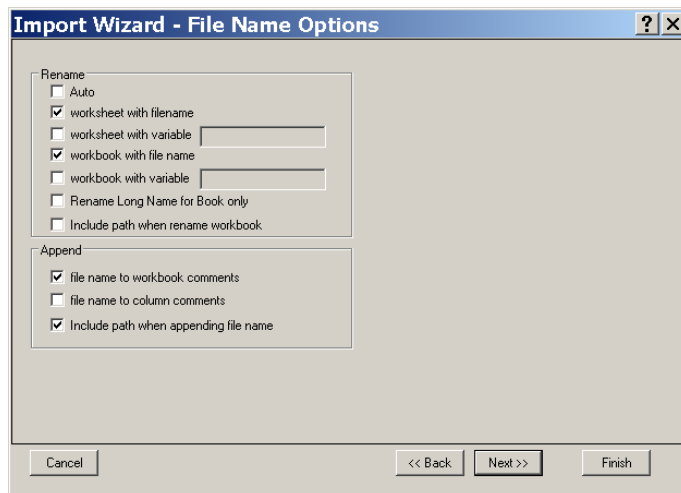 Import Wizard - File Name Options
Rename
Auto
worksheet with filename
worksheet with variable
workbook with file name
workbook with variable
Rename Long Name for Book only
Include path when rename workbook
Append
file name to workbook comments
file name to column comments
Include path when appending file name
Cancel << Back Next >> Finish